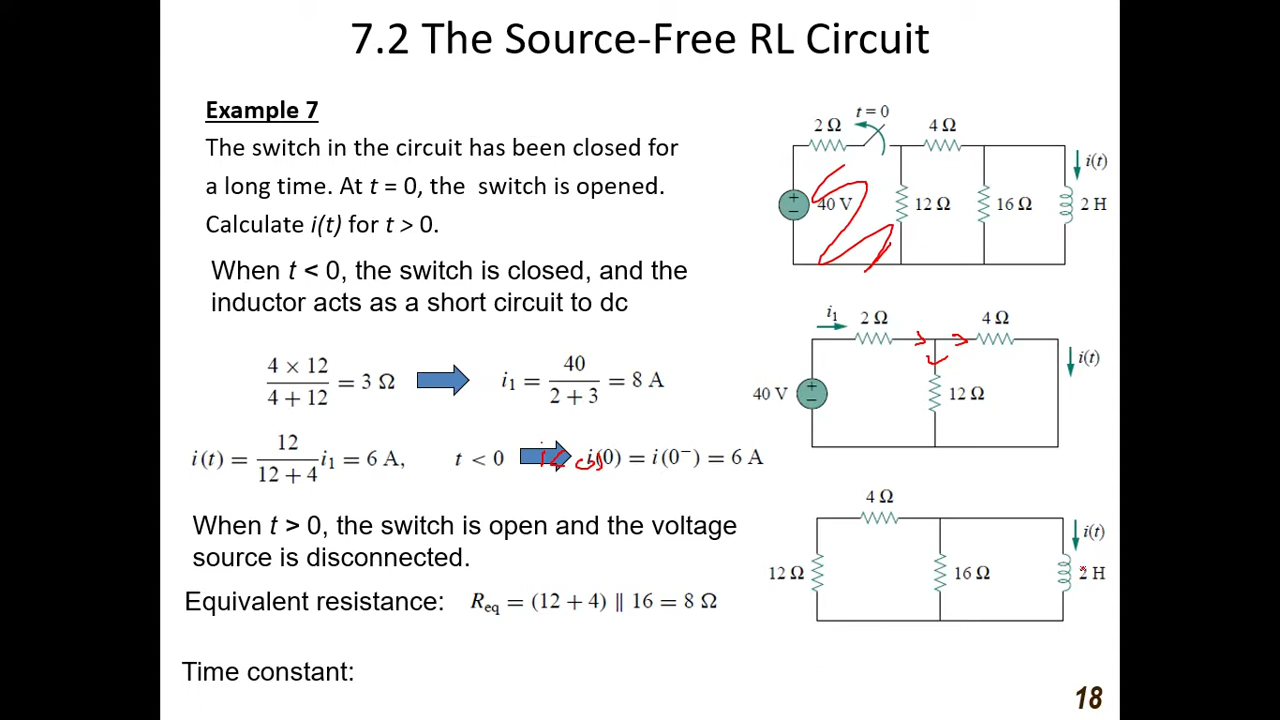 7.2 The Source-Free RL Circuit
Example 7
The switch in the circuit has been closed for
a long time. At t = 0, the switch is opened.
Calculate i(t) for t > 0.
When t < 0, the switch is closed, and the
inductor acts as a short circuit to dc
4 × 12 / 4 + 12 = 3 Ω
i₁ = 40 / 2 + 3 = 8 A
i(t) = 12 / 12 + 4 i₁ = 6 A, t < 0
i(0) = i(0⁻) = 6 A
When t > 0, the switch is open and the voltage
source is disconnected.
Equivalent resistance: Req = (12 + 4) || 16 = 8 Ω
Time constant:
t = 0
2 Ω
4 Ω
i(t)
40 V
12 Ω
16 Ω
2 H
i₁
2 Ω
4 Ω
i(t)
40 V
12 Ω
4 Ω
i(t)
12 Ω
16 Ω
2 H
18